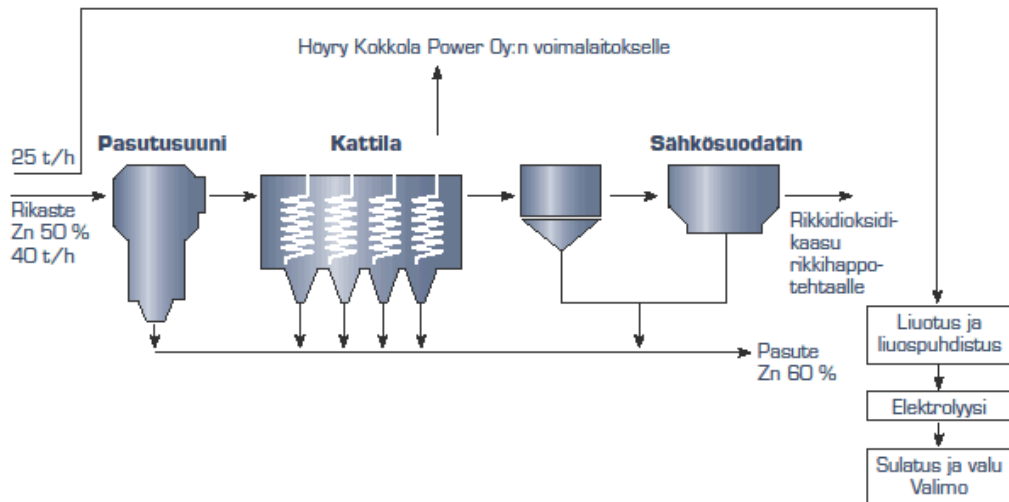 Höyry Kokkola Power Oy:n voimalaitokselle
Pasutusuuni
Kattila
Sähkösuodatin
25 t/h
Rikaste
Zn 50 %
40 t/h
Rikkidioksidi-
kaasu
rikkihappo-
tehtaalle
Pasute
Zn 60 %
Liuotus ja
liuospuhdistus
Elektrolyysi
Sulatus ja valu
Valimo